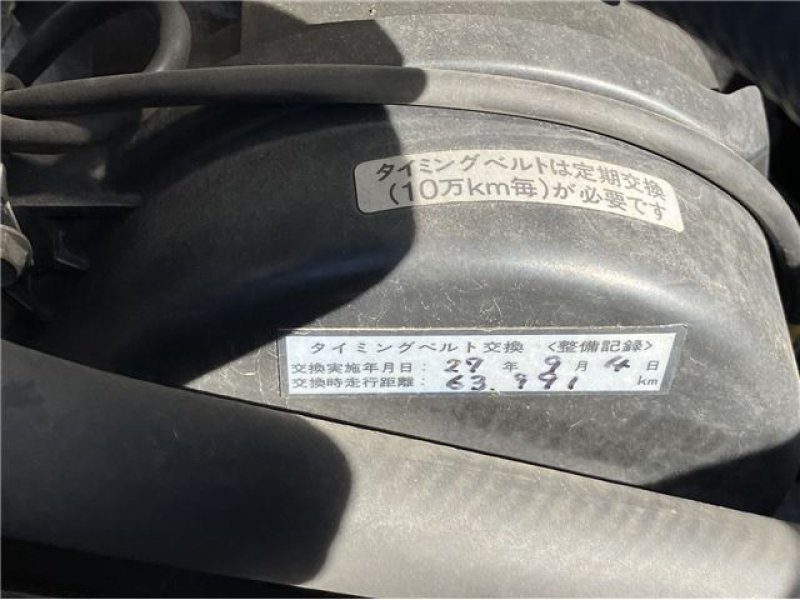 タイミングベルトは定期交換
(10万km毎)が必要です
タイミングベルト交換 <整備記録>
交換実施年月日: 27年 9月 4日
交換時走行距離: 63.991 km